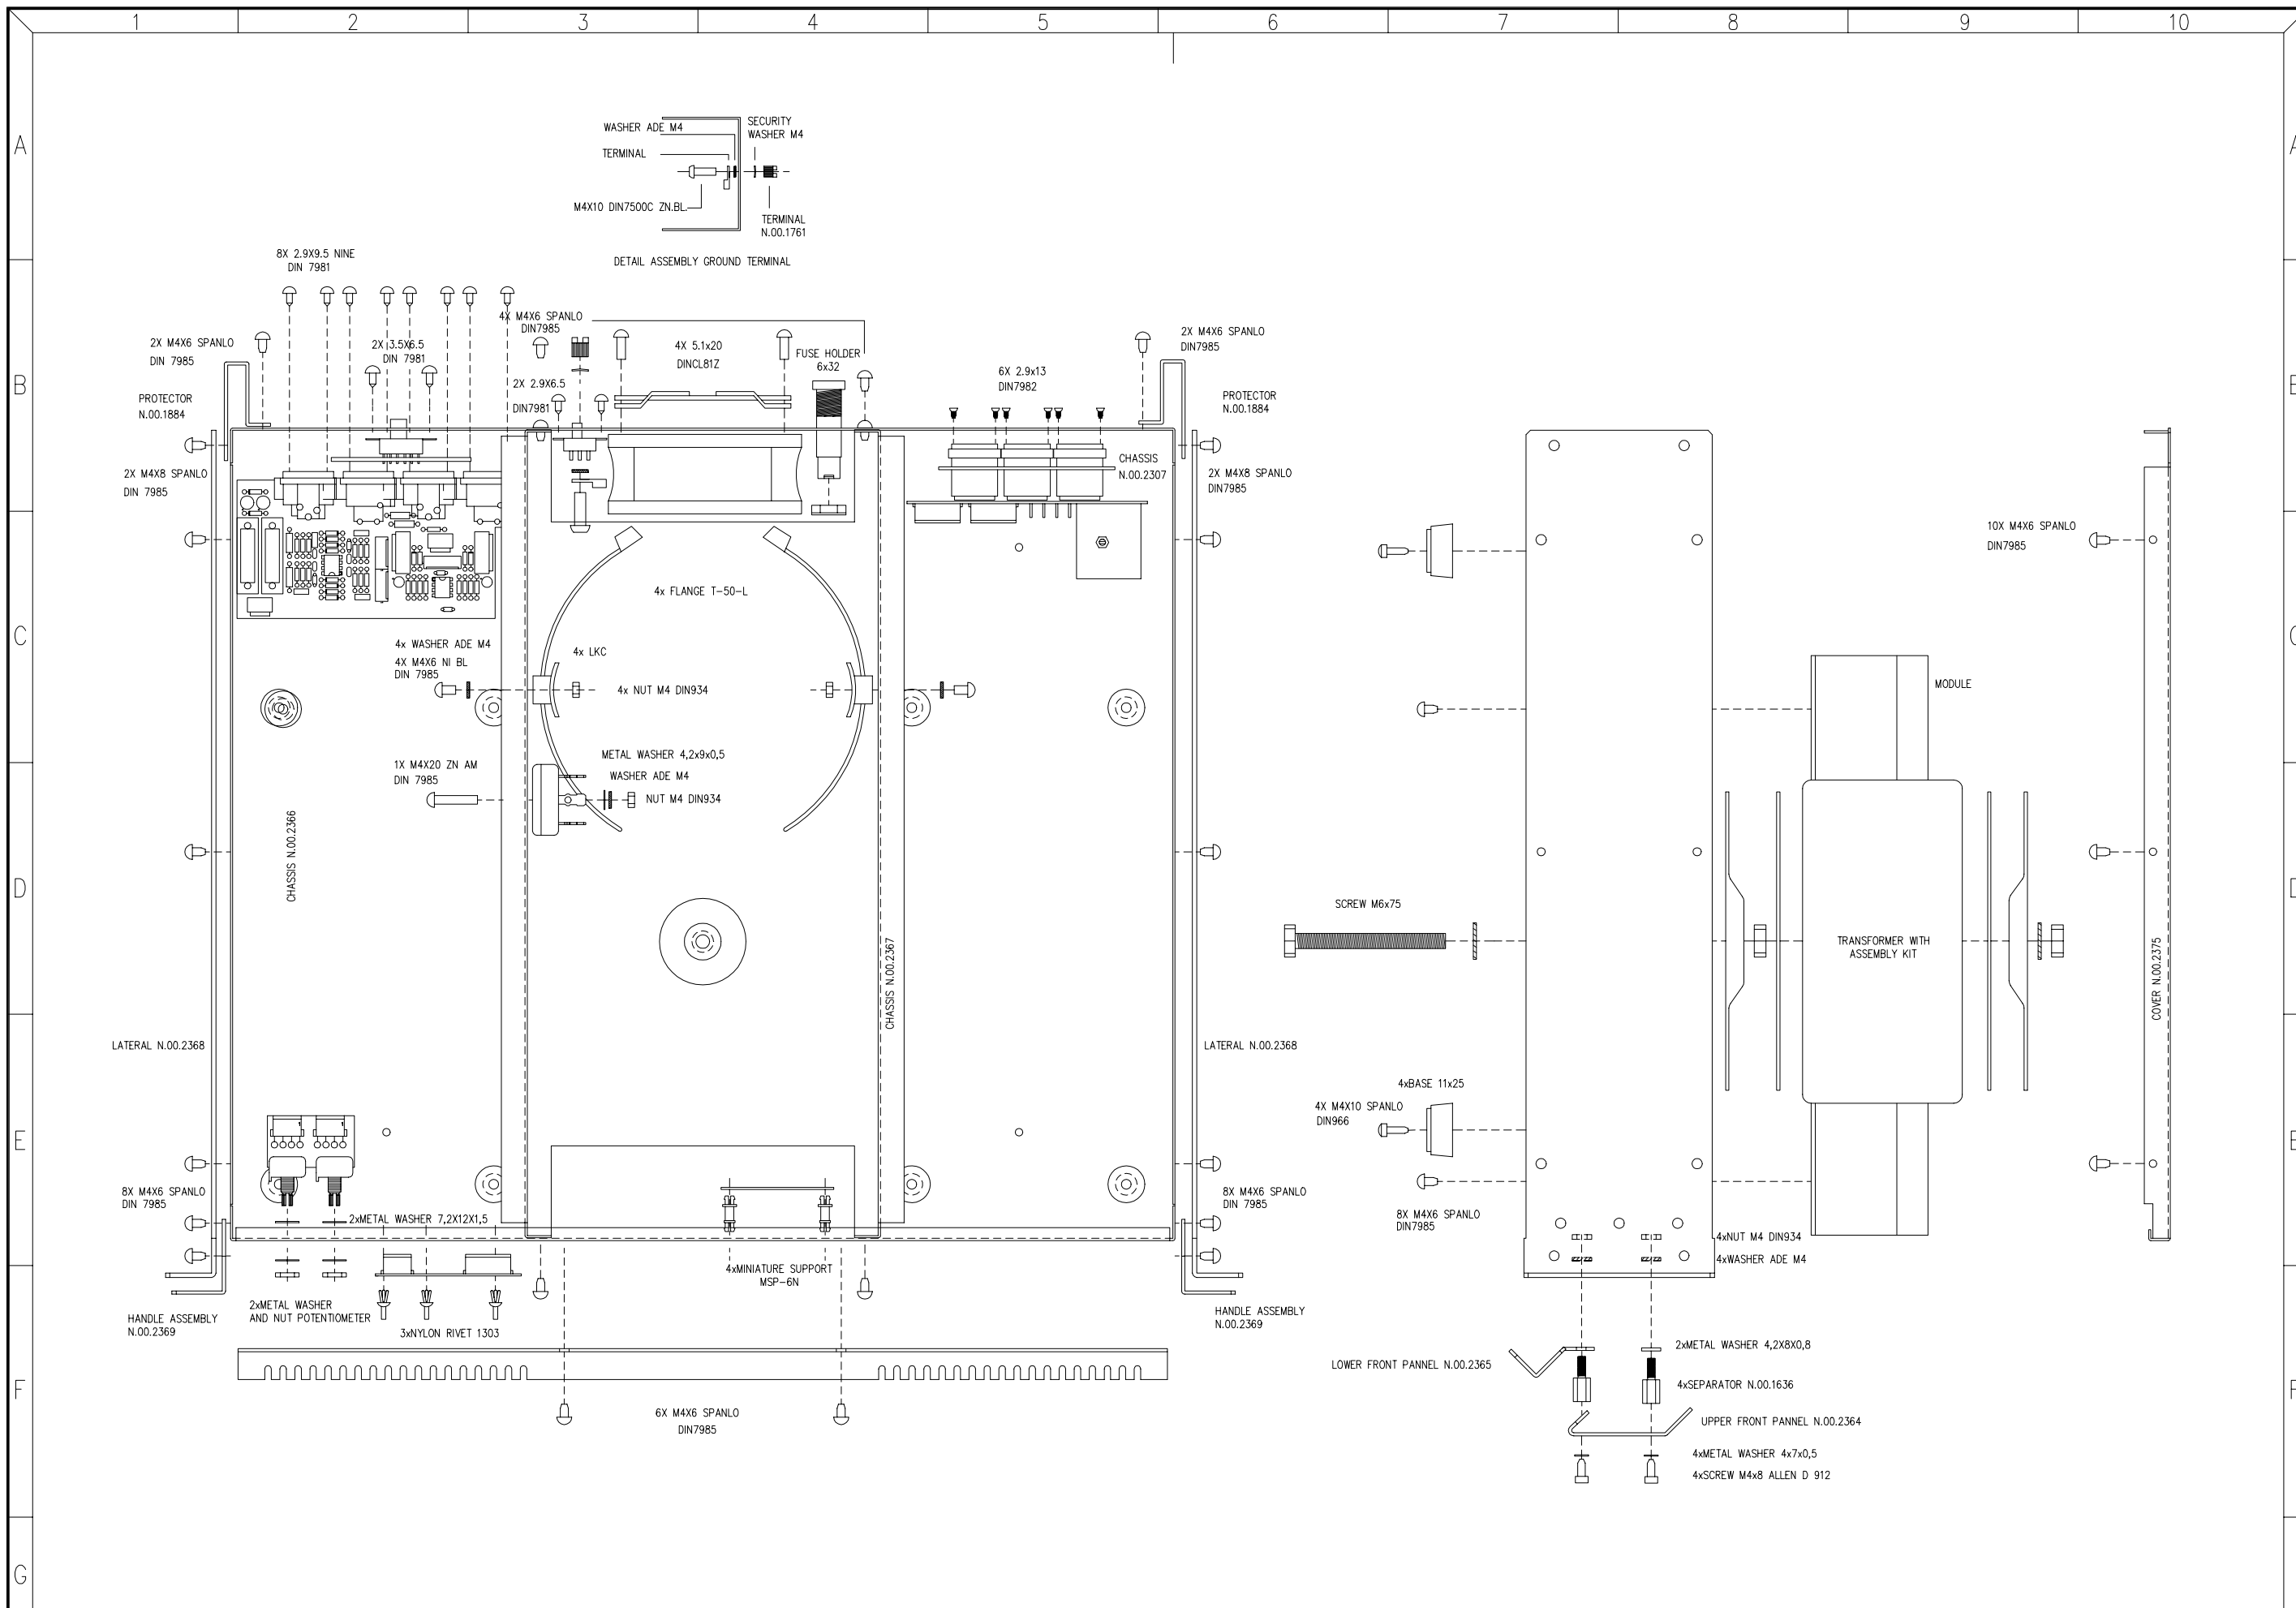 1 2 3 4 5 6 7 8 9 10
A
A
WASHER ADE M4
SECURITY
WASHER M4
TERMINAL
M4X10 DIN7500C ZN.BL.
TERMINAL
N.00.1761
DETAIL ASSEMBLY GROUND TERMINAL
8X 2.9X9.5 NINE
DIN 7981
2X M4X6 SPANLO
DIN 7985
2X 3.5X6.5
DIN 7981
4X M4X6 SPANLO
DIN7985
4X 5.1x20
DINCL81Z
FUSE HOLDER
6x32
2X M4X6 SPANLO
DIN7985
B
2X 2.9X6.5
DIN7981
6X 2.9x13
DIN7982
PROTECTOR
N.00.1884
PROTECTOR
N.00.1884
2X M4X8 SPANLO
DIN 7985
CHASSIS
N.00.2307
2X M4X8 SPANLO
DIN7985
10X M4X6 SPANLO
DIN7985
4x FLANGE T-50-L
C
4x WASHER ADE M4
4X M4X6 NI BL
DIN 7985
4x LKC
4x NUT M4 DIN934
MODULE
1X M4X20 ZN AM
DIN 7985
METAL WASHER 4,2x9x0,5
WASHER ADE M4
NUT M4 DIN934
CHASSIS N.00.2366
D
SCREW M6x75
CHASSIS N.00.2367
TRANSFORMER WITH
ASSEMBLY KIT
COVER N.00.2375
LATERAL N.00.2368
LATERAL N.00.2368
4xBASE 11x25
4X M4X10 SPANLO
DIN966
1
1
E
8X M4X6 SPANLO
DIN 7985
2xMETAL WASHER 7,2X12X1,5
8X M4X6 SPANLO
DIN 7985
8X M4X6 SPANLO
DIN7985
4xNUT M4 DIN934
4xWASHER ADE M4
4xMINIATURE SUPPORT
MSP-6N
HANDLE ASSEMBLY
N.00.2369
2xMETAL WASHER
AND NUT POTENTIOMETER
3xNYLON RIVET 1303
HANDLE ASSEMBLY
N.00.2369
2xMETAL WASHER 4,2X8X0,8
LOWER FRONT PANNEL N.00.2365
F
4xSEPARATOR N.00.1636
6X M4X6 SPANLO
DIN7985
UPPER FRONT PANNEL N.00.2364
4xMETAL WASHER 4x7x0,5
4xSCREW M4x8 ALLEN D 912
G